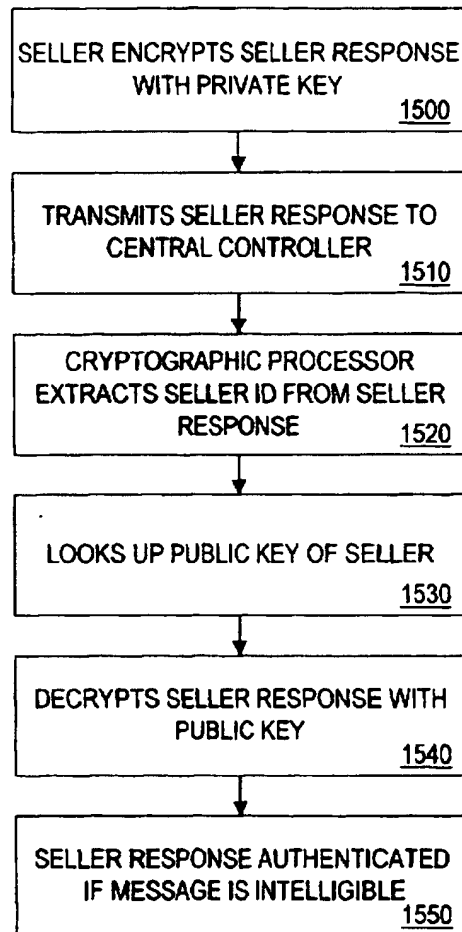 SELLER ENCRYPTS SELLER RESPONSE
WITH PRIVATE KEY
1500
TRANSMITS SELLER RESPONSE TO
CENTRAL CONTROLLER
1510
CRYPTOGRAPHIC PROCESSOR
EXTRACTS SELLER ID FROM SELLER
RESPONSE
1520
LOOKS UP PUBLIC KEY OF SELLER
1530
DECRYPTS SELLER RESPONSE WITH
PUBLIC KEY
1540
SELLER RESPONSE AUTHENTICATED
IF MESSAGE IS INTELLIGIBLE
1550